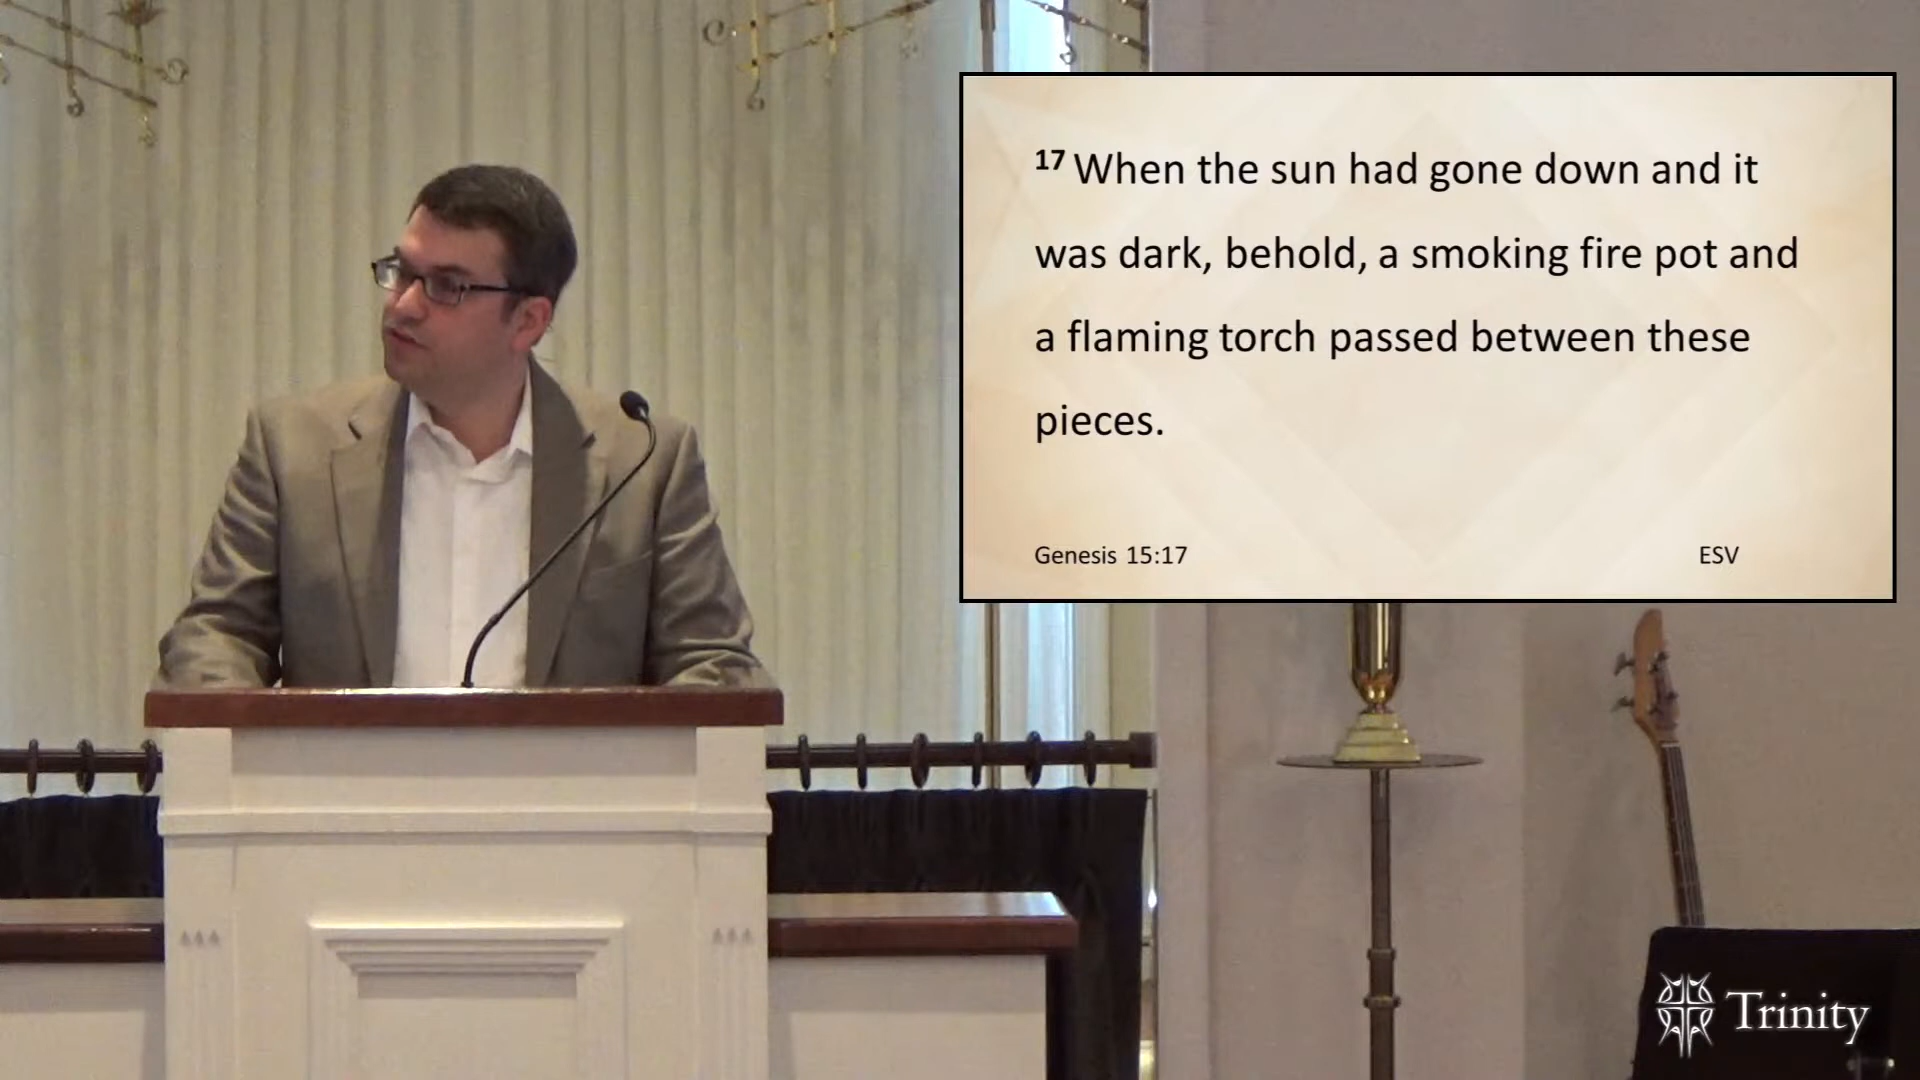 17 When the sun had gone down and it
was dark, behold, a smoking fire pot and
a flaming torch passed between these
pieces.
Genesis 15:17 ESV
Trinity